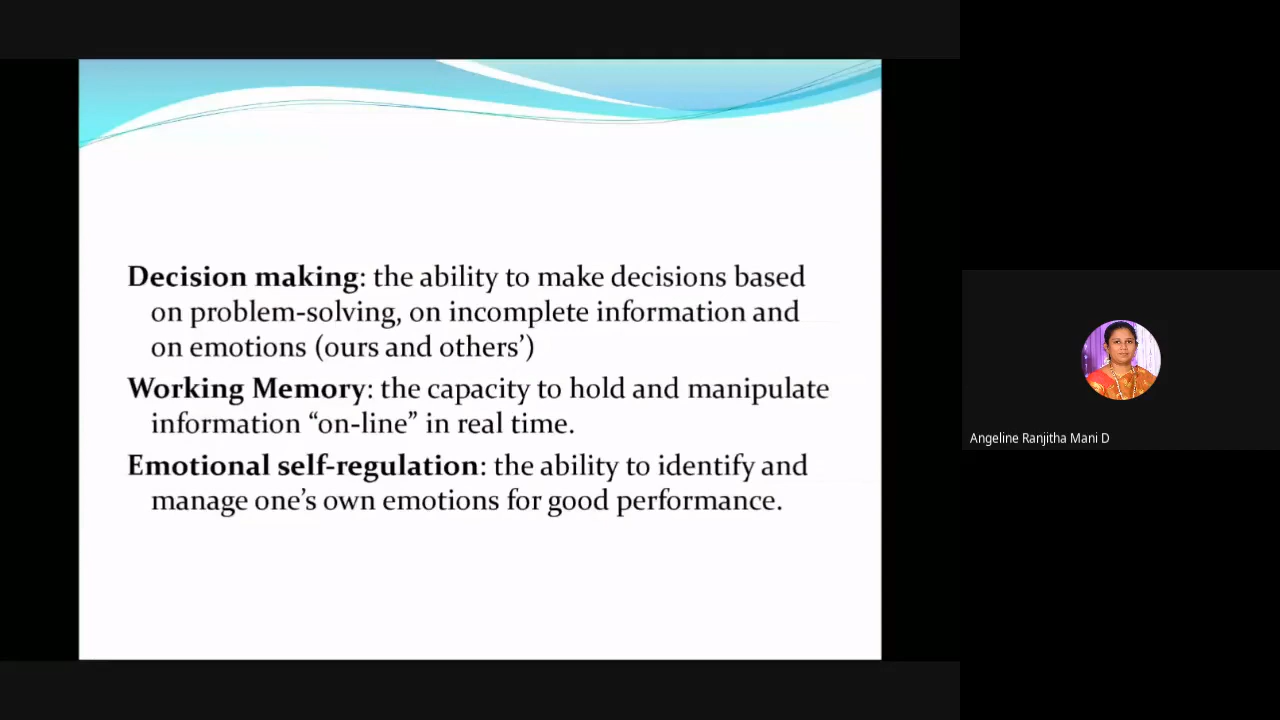 Decision making: the ability to make decisions based
on problem-solving, on incomplete information and
on emotions (ours and others’)
Working Memory: the capacity to hold and manipulate
information “on-line” in real time.
Emotional self-regulation: the ability to identify and
manage one’s own emotions for good performance.
Angeline Ranjitha Mani D